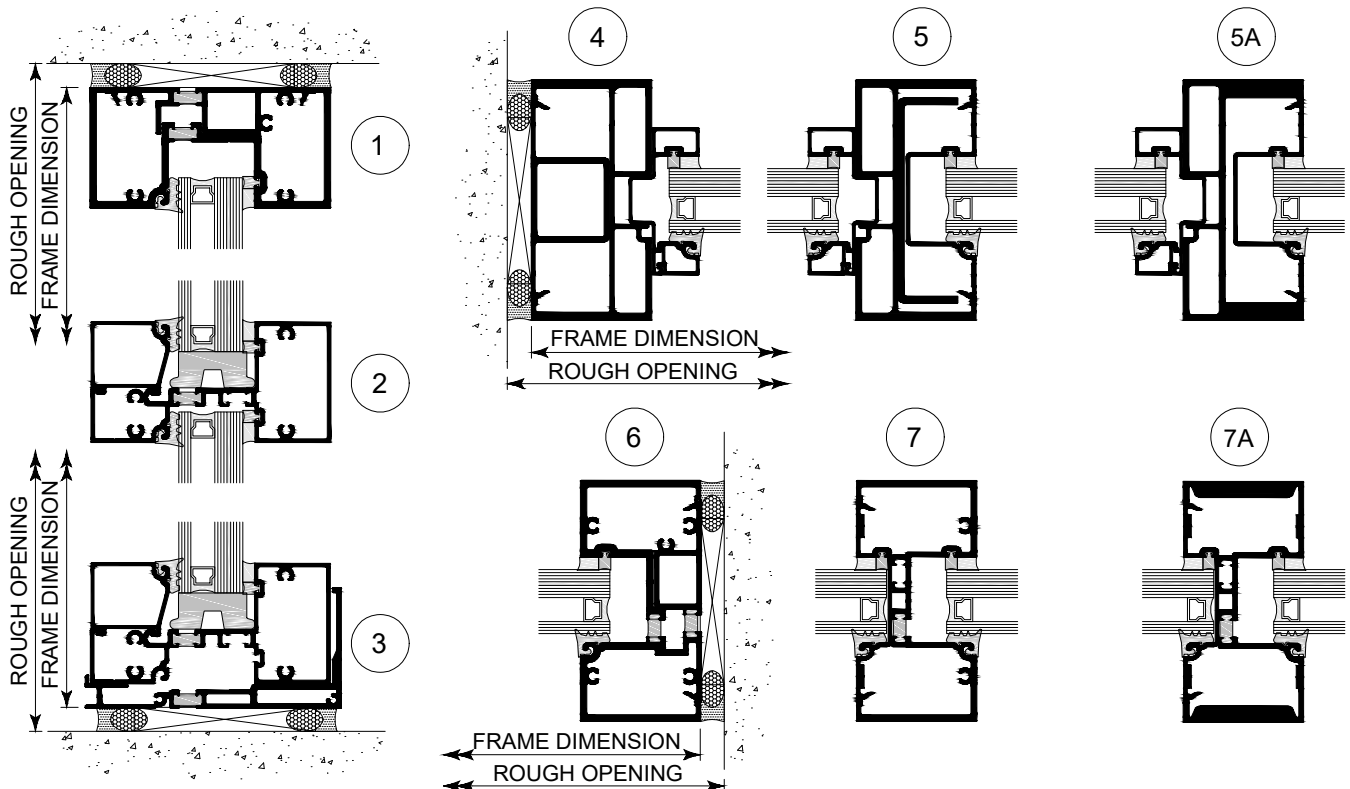 1
ROUGH OPENING
FRAME DIMENSION
2
ROUGH OPENING
FRAME DIMENSION
3
4
5
5A
FRAME DIMENSION
ROUGH OPENING
6
7
7A
FRAME DIMENSION
ROUGH OPENING